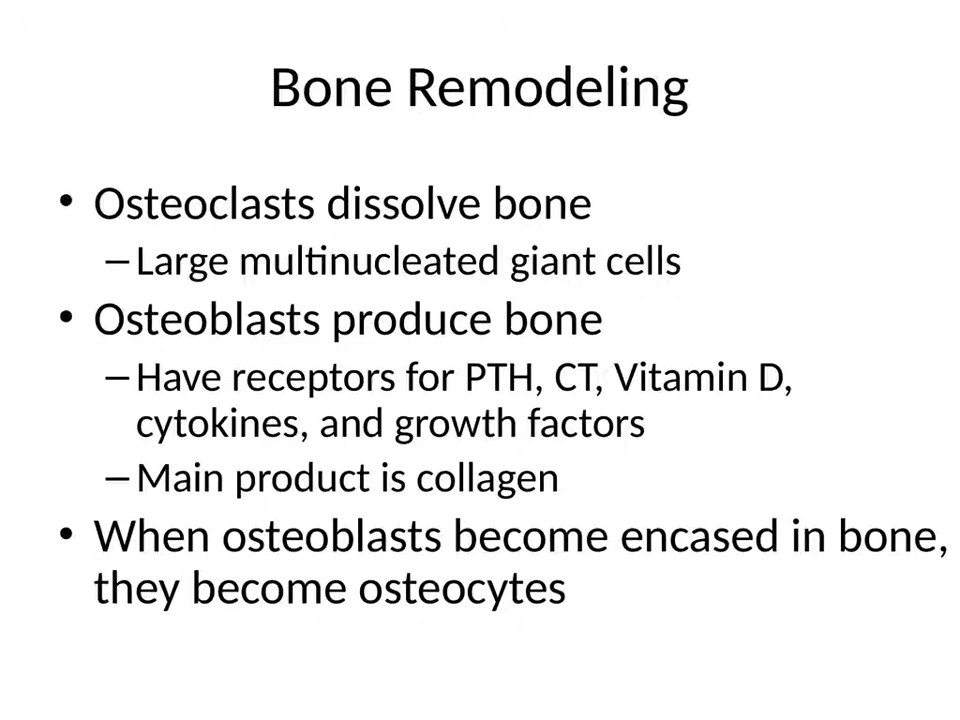 Bone Remodeling
• Osteoclasts dissolve bone
– Large multinucleated giant cells
• Osteoblasts produce bone
– Have receptors for PTH, CT, Vitamin D,
cytokines, and growth factors
– Main product is collagen
• When osteoblasts become encased in bone,
they become osteocytes